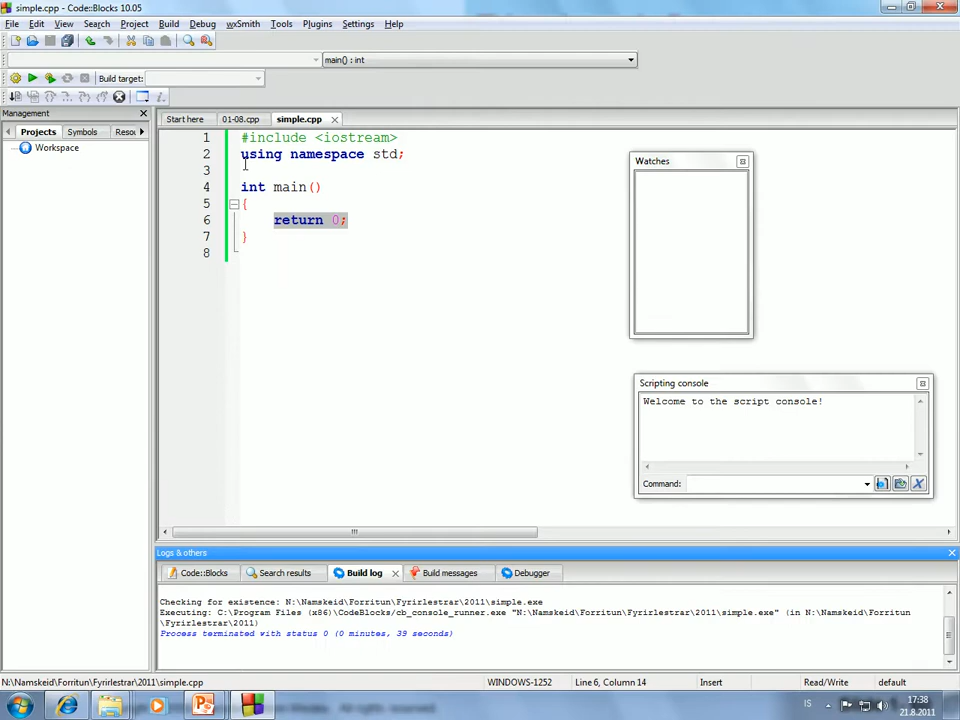 simple.cpp - Code::Blocks 10.05
File Edit View Search Project Build Debug wxSmith Tools Plugins Settings Help
main() : int
Build target:
Management
Projects Symbols Resou
Workspace
Start here 01-08.cpp simple.cpp
1 #include <iostream>
2 using namespace std;
3
4 int main()
5 {
6 return 0;
7 }
8
Watches
Scripting console
Welcome to the script console!
Command:
Logs & others
Code::Blocks Search results Build log Build messages Debugger
Checking for existence: N:\Namskeid\Forritun\Fyrirlestrar\2011\simple.exe
Executing: C:\Program Files (x86)\CodeBlocks/cb_console_runner.exe "N:\Namskeid\Forritun\Fyrirlestrar\2011\simple.exe" (in N:\Namskeid\Forritun
\Fyrirlestrar\2011)
Process terminated with status 0 (0 minutes, 39 seconds)
N:\Namskeid\Forritun\Fyrirlestrar\2011\simple.cpp WINDOWS-1252 Line 6, Column 14 Insert Read/Write default
IS 17:38
21.8.2011